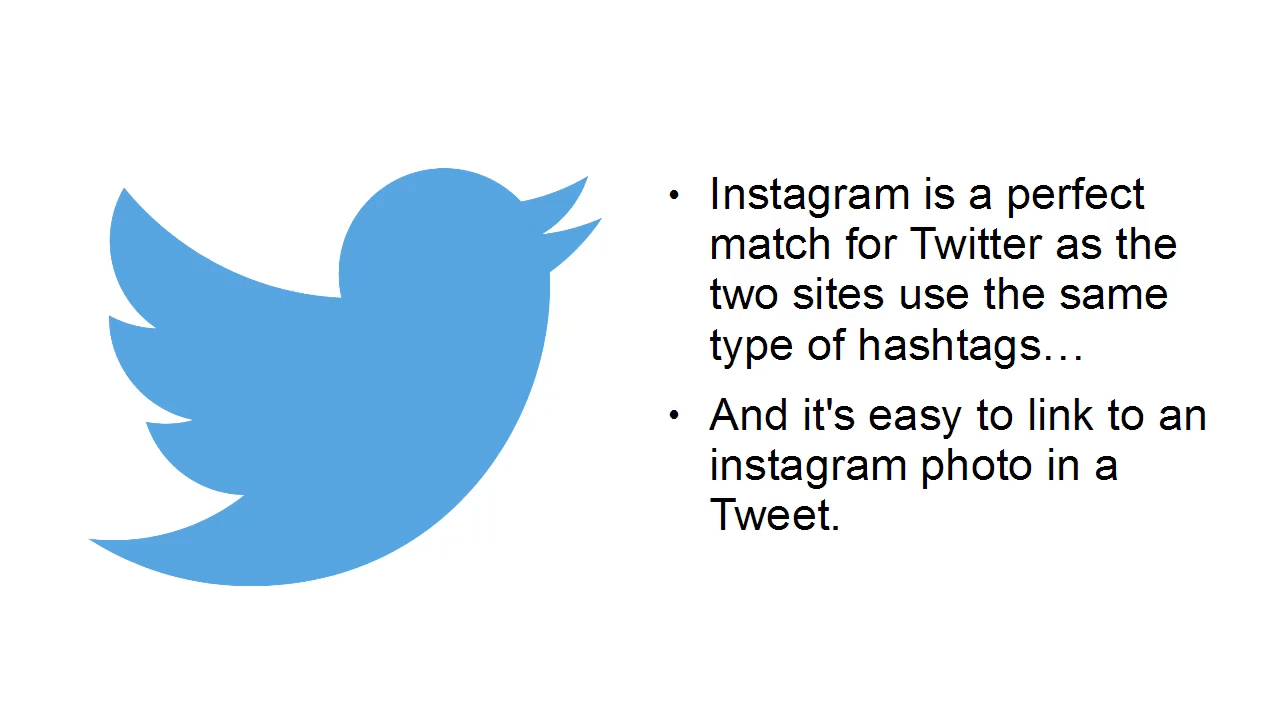 • Instagram is a perfect
match for Twitter as the
two sites use the same
type of hashtags…
• And it's easy to link to an
instagram photo in a
Tweet.